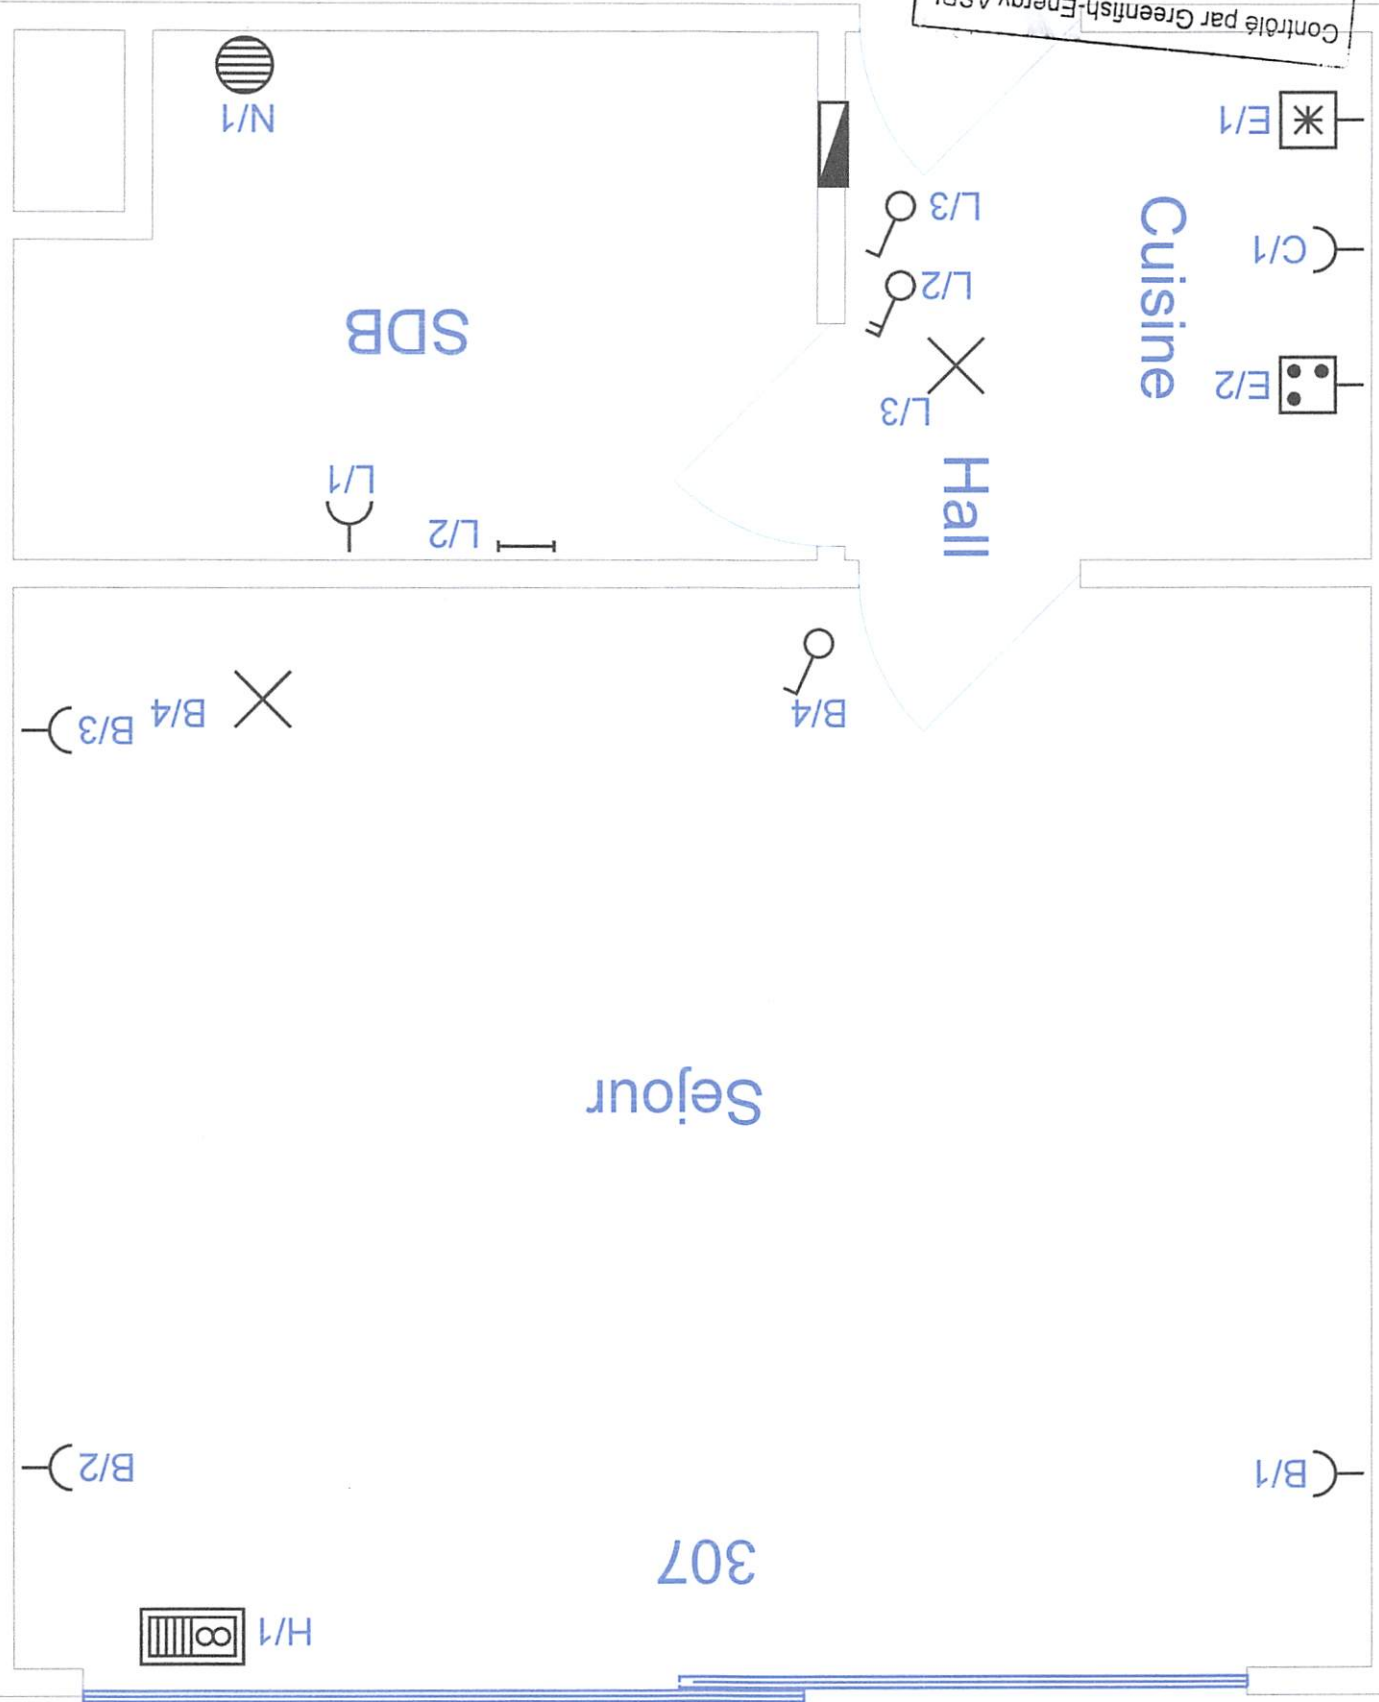 H/1
307
B/1
B/2
Sejour
B/4
B/4
B/3
L/2
L/1
Hall
L/3
E/2
Cuisine
SDB
L/2
C/1
L/3
E/1
N/1
Contrôlé par Greenfish-Energy